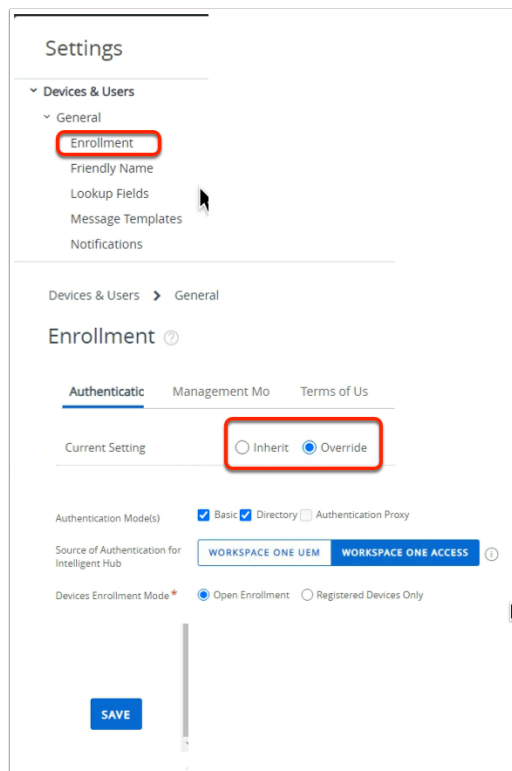 Settings
Devices & Users
General
Enrollment
Friendly Name
Lookup Fields
Message Templates
Notifications
Devices & Users > General
Enrollment
Authenticatic Management Mo Terms of Us
Current Setting Inherit Override
Authentication Mode(s) Basic Directory Authentication Proxy
Source of Authentication for
Intelligent Hub
WORKSPACE ONE UEM WORKSPACE ONE ACCESS
Devices Enrollment Mode* Open Enrollment Registered Devices Only
SAVE